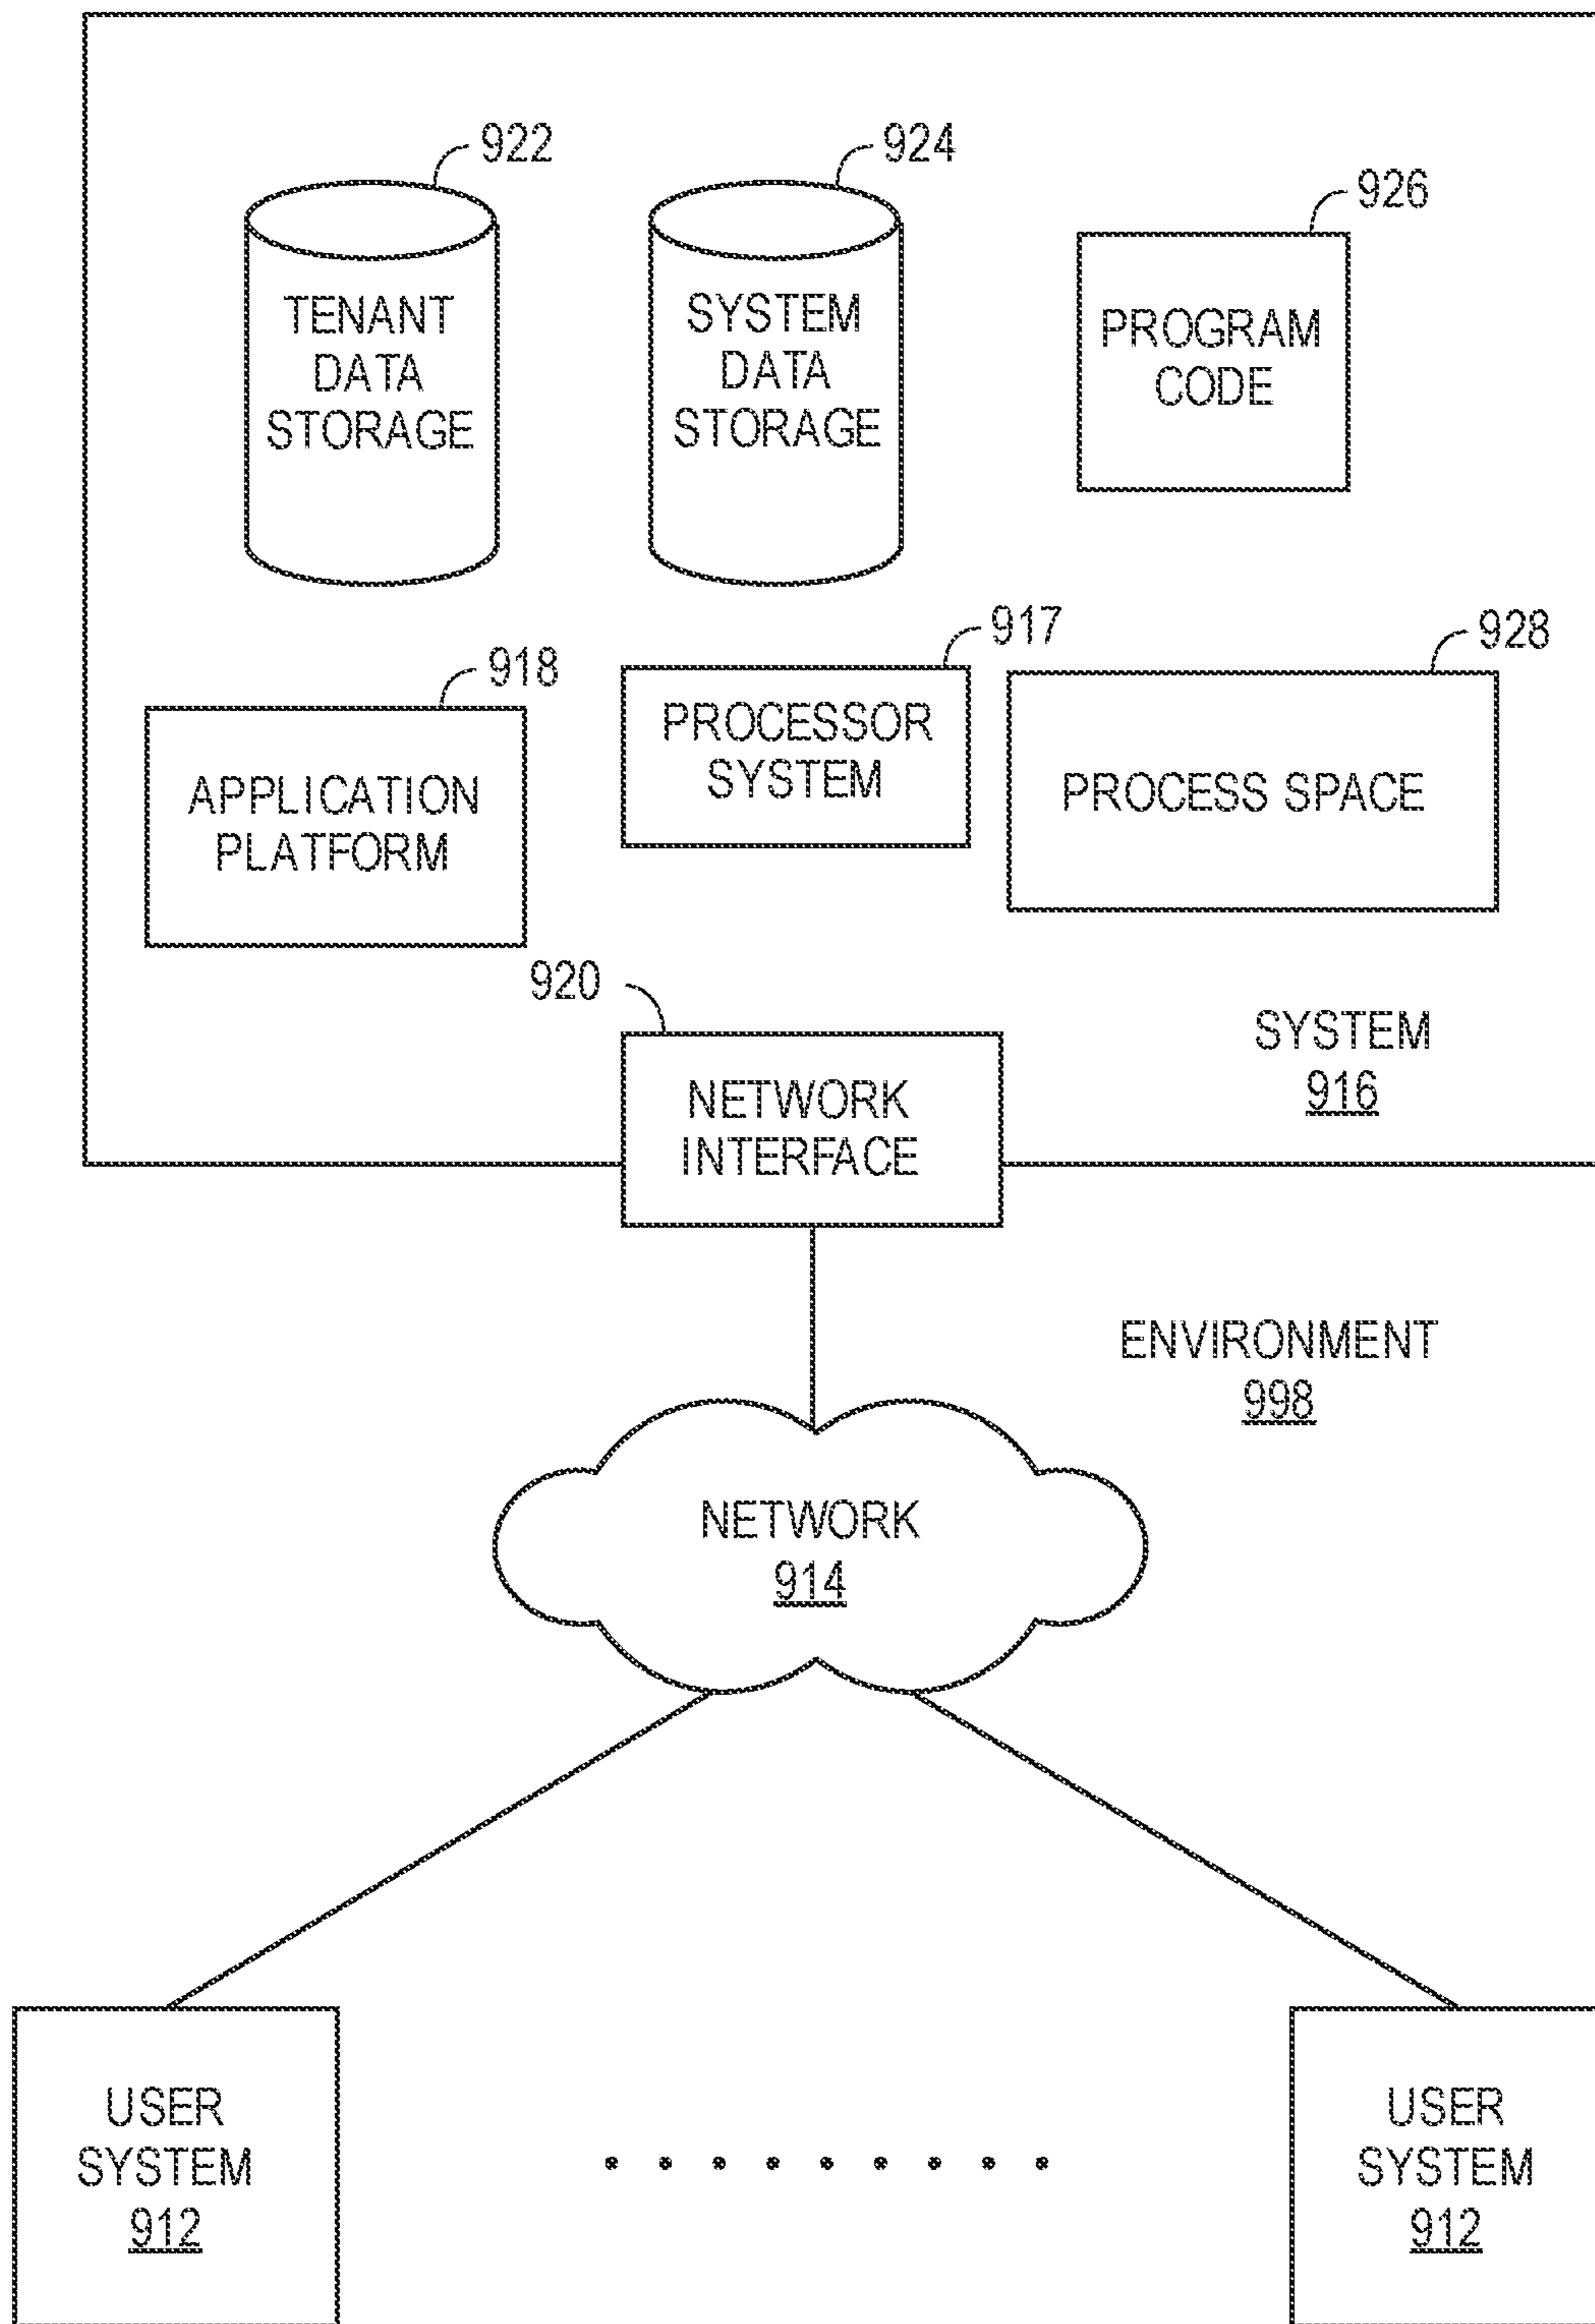 922
924
926
TENANT
DATA
STORAGE
SYSTEM
DATA
STORAGE
PROGRAM
CODE
918
917
928
APPLICATION
PLATFORM
PROCESSOR
SYSTEM
PROCESS SPACE
920
NETWORK
INTERFACE
SYSTEM
916
ENVIRONMENT
998
NETWORK
914
USER
SYSTEM
912
USER
SYSTEM
912